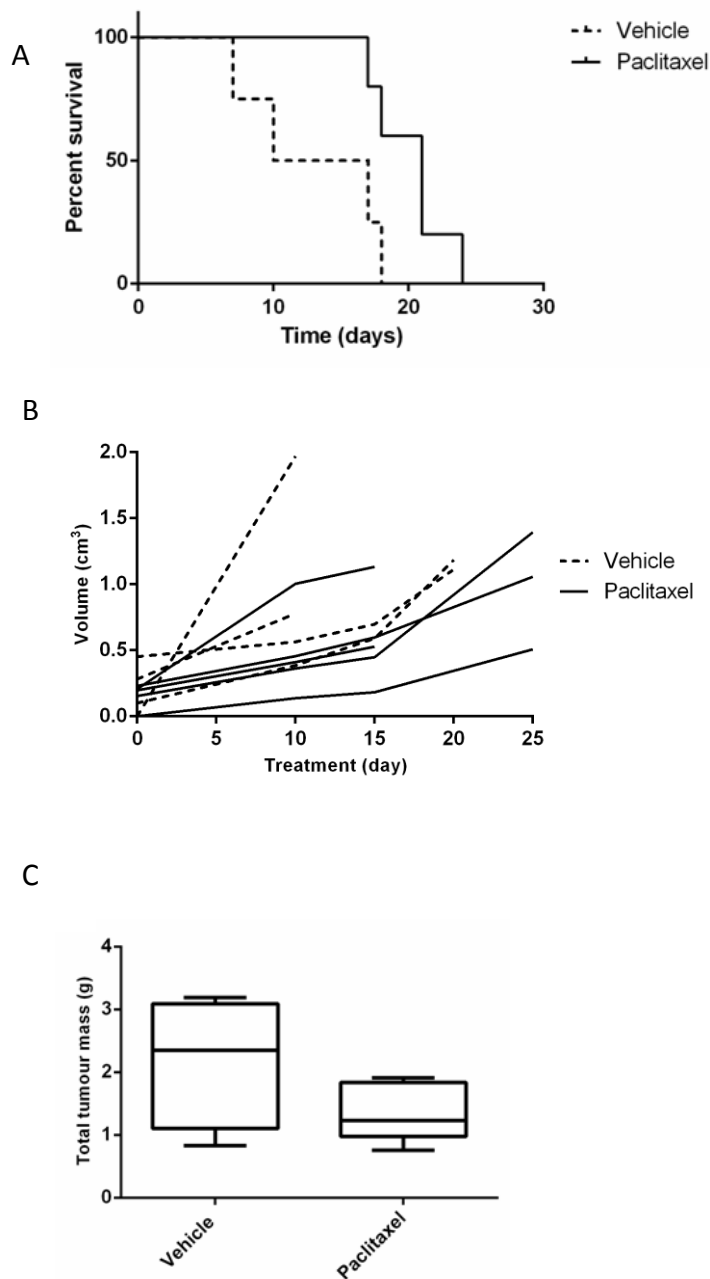 A
Percent survival
100
50
0
0 10 20 30
Time (days)
Vehicle
Paclitaxel
B
Volume (cm³)
2.0
1.5
1.0
0.5
0.0
0 5 10 15 20 25
Treatment (day)
Vehicle
Paclitaxel
C
Total tumour mass (g)
4
3
2
1
0
Vehicle
Paclitaxel